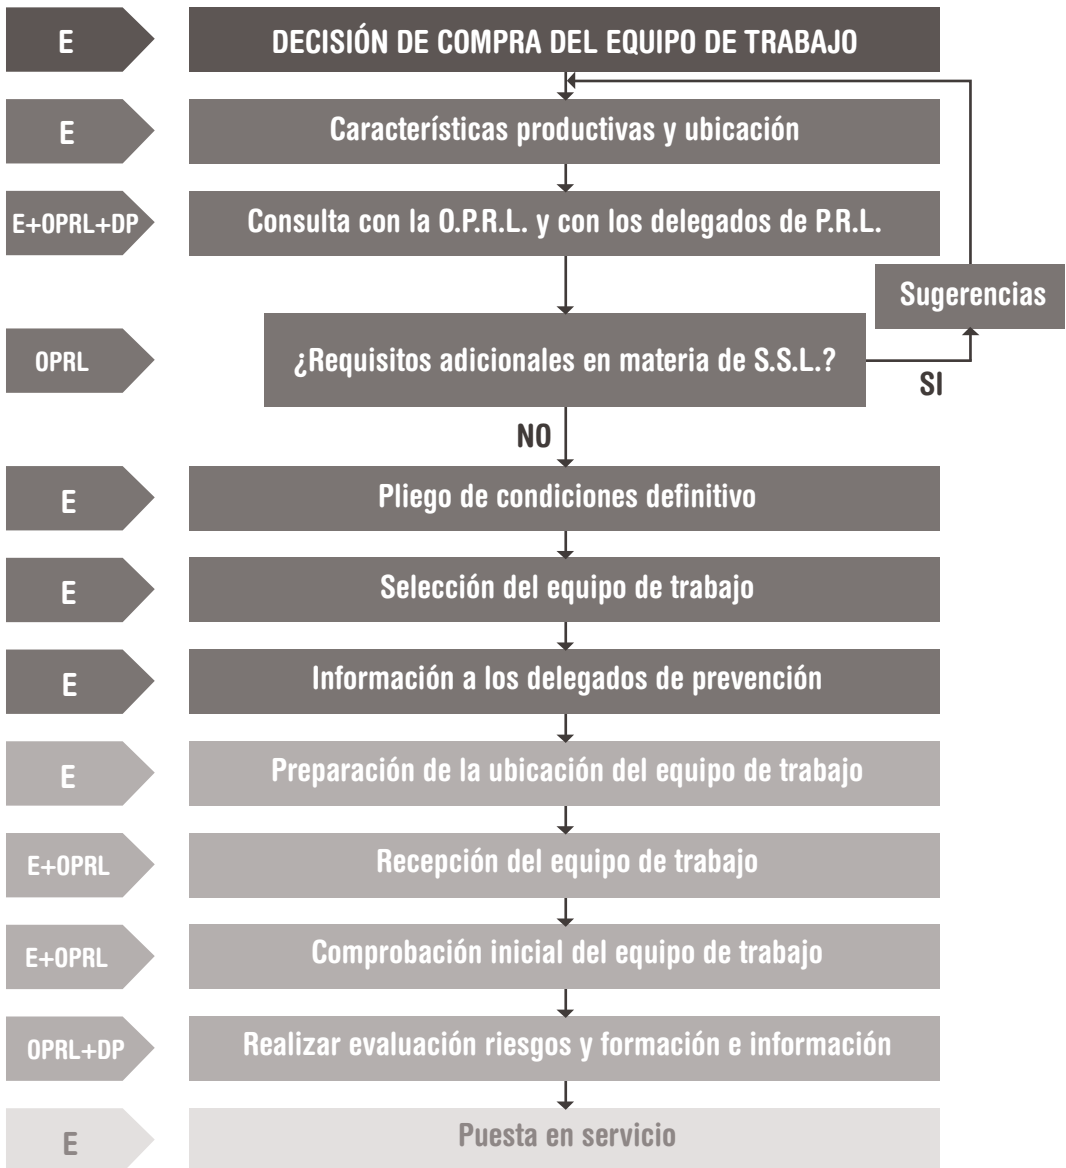 E
DECISIÓN DE COMPRA DEL EQUIPO DE TRABAJO
E
Características productivas y ubicación
E+OPRL+DP
Consulta con la O.P.R.L. y con los delegados de P.R.L.
Sugerencias
OPRL
¿Requisitos adicionales en materia de S.S.L.?
SI
NO
E
Pliego de condiciones definitivo
E
Selección del equipo de trabajo
E
Información a los delegados de prevención
E
Preparación de la ubicación del equipo de trabajo
E+OPRL
Recepción del equipo de trabajo
E+OPRL
Comprobación inicial del equipo de trabajo
OPRL+DP
Realizar evaluación riesgos y formación e información
E
Puesta en servicio